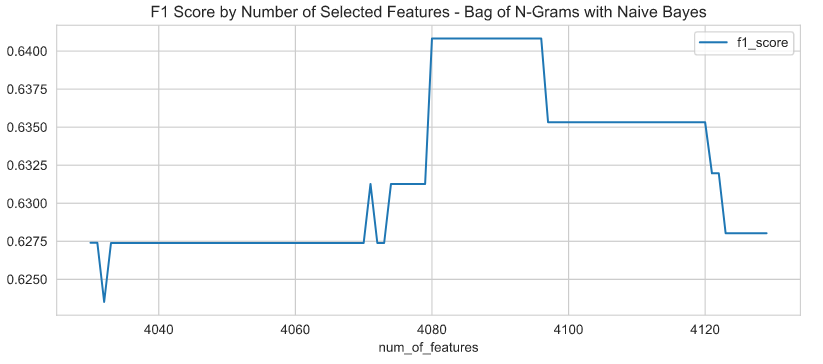 F1 Score by Number of Selected Features - Bag of N-Grams with Naive Bayes
f1_score
0.6400
0.6375
0.6350
0.6325
0.6300
0.6275
0.6250
4040 4060 4080 4100 4120
num_of_features